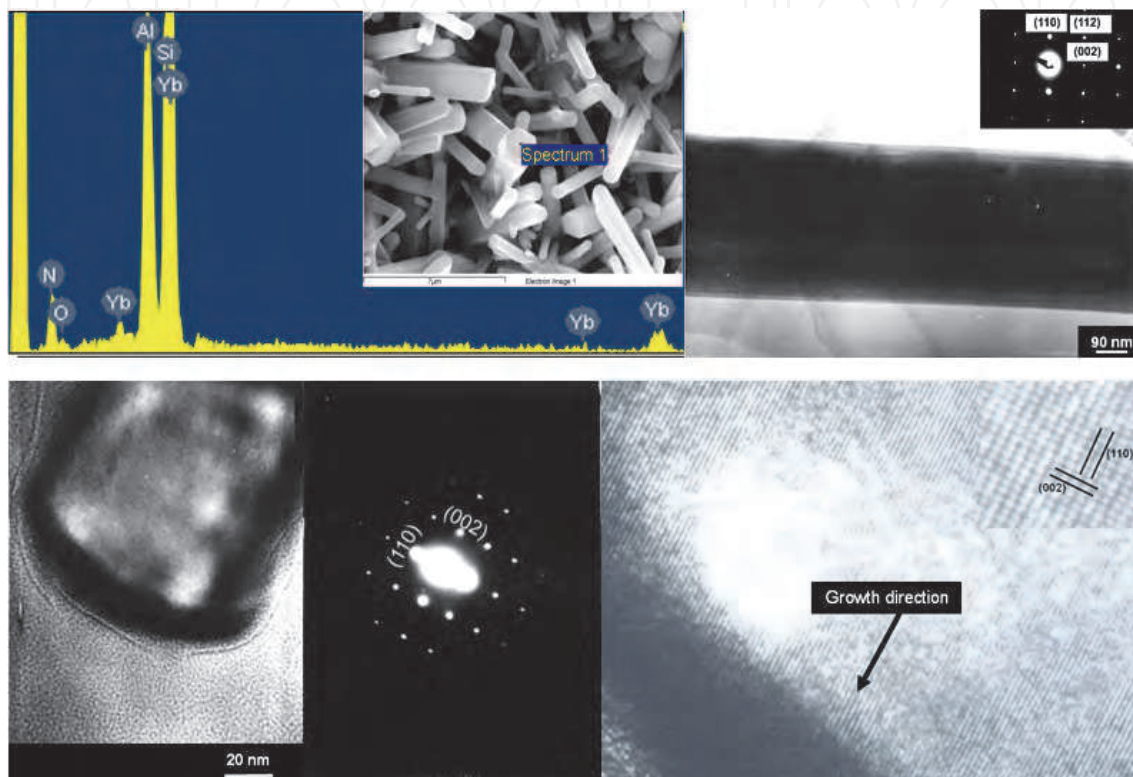 Al
Si
Yb
N
O
Yb
Yb
Yb
Spectrum 1
7µm
Electron Image 1
(110) (112)
(002)
90 nm
20 nm
(110)
(002)
Growth direction
(110)
(002)